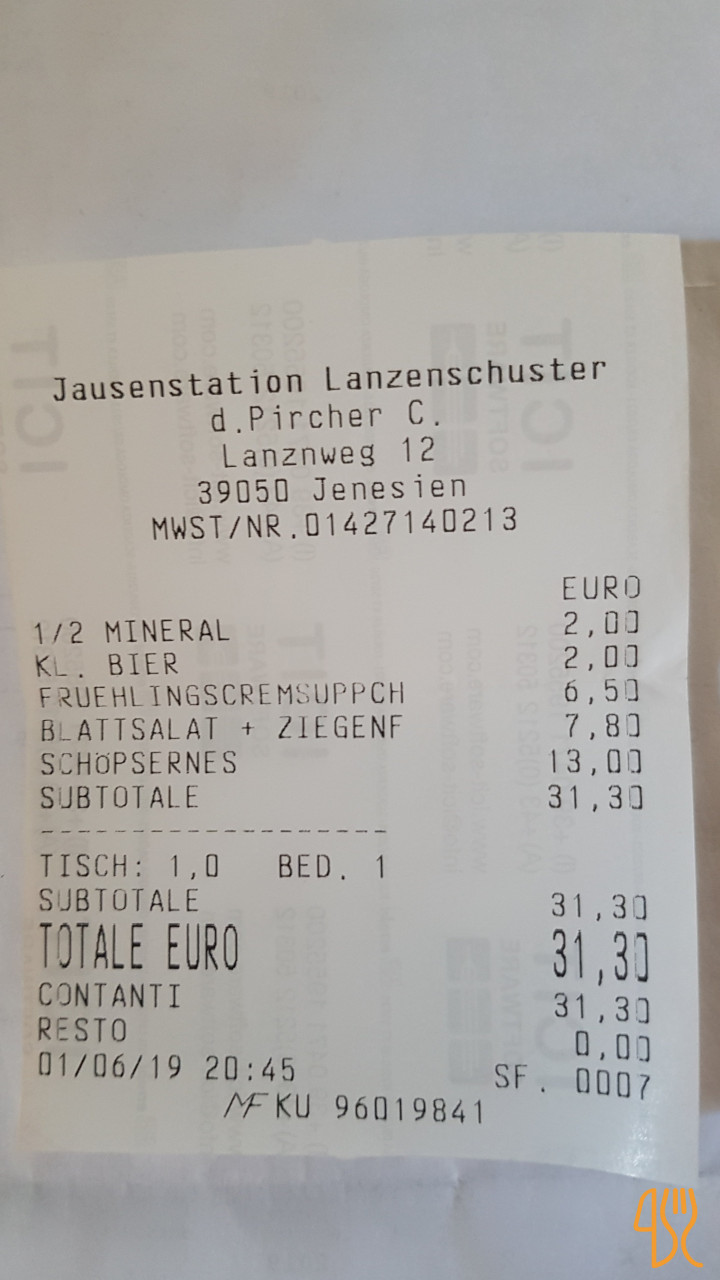 Jausenstation Lanzenschuster
d.Pircher C.
Lanznweg 12
39050 Jenesien
MWST/NR.01427140213
EURO
1/2 MINERAL 2,00
KL. BIER 2,00
FRUEHLINGSCREMSUPPCH 6,50
BLATTSALAT + ZIEGENF 7,80
SCHÖPSERNES 13,00
SUBTOTALE 31,30
-------------------
TISCH: 1,0 BED. 1
SUBTOTALE 31,30
TOTALE EURO 31,30
CONTANTI 31,30
RESTO 0,00
01/06/19 20:45 SF. 0007
MF KU 96019841